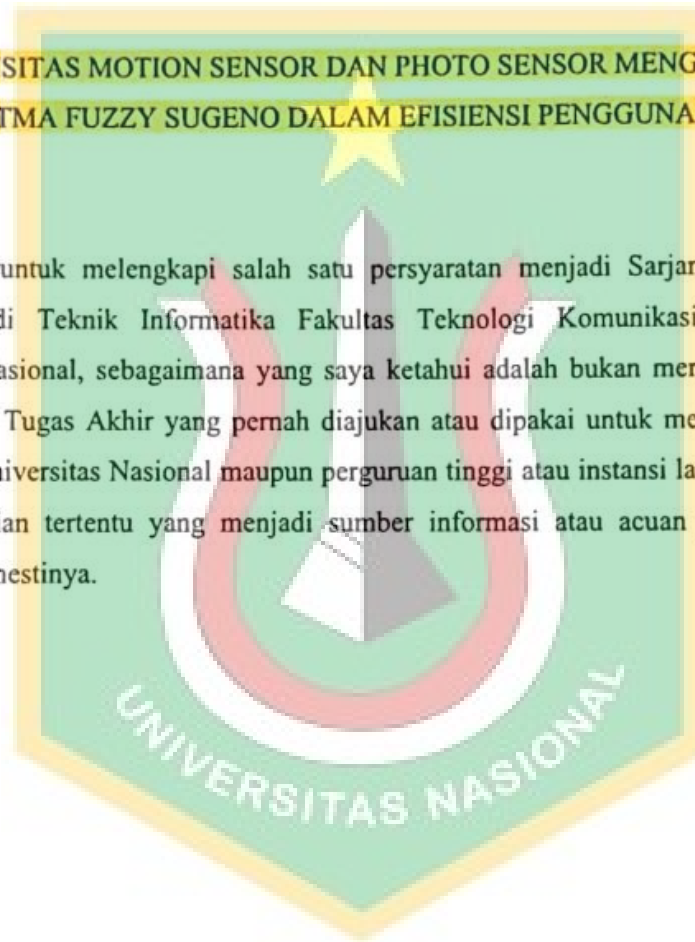 SITAS MOTION SENSOR DAN PHOTO SENSOR MENG
TMA FUZZY SUGENO DALAM EFISIENSI PENGGUNA
untuk melengkapi salah satu persyaratan menjadi Sarjan
di Teknik Informatika Fakultas Teknologi Komunikasi
asional, sebagaimana yang saya ketahui adalah bukan mer
Tugas Akhir yang pernah diajukan atau dipakai untuk me
niversitas Nasional maupun perguruan tinggi atau instansi la
an tertentu yang menjadi sumber informasi atau acuan
nestinya.
UNIVERSITAS NASIONAL